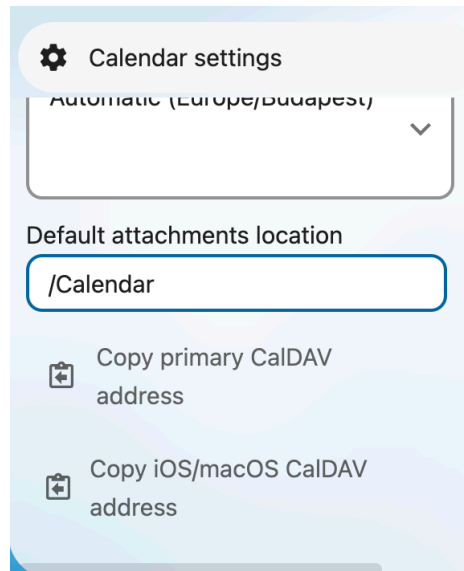 Calendar settings
Automatic (Europe/Budapest)
Default attachments location
/Calendar
Copy primary CalDAV
address
Copy iOS/macOS CalDAV
address